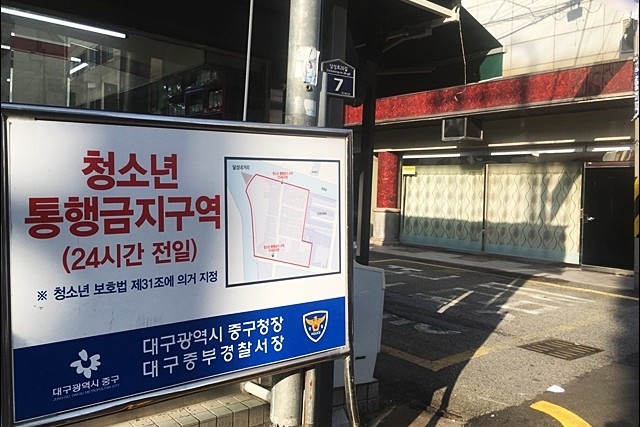 청소년
통행금지구역
(24시간 전일)
※ 청소년 보호법 제31조에 의거 지정
대구광역시 중구청장
대구중부경찰서장
대구광역시 중구
7